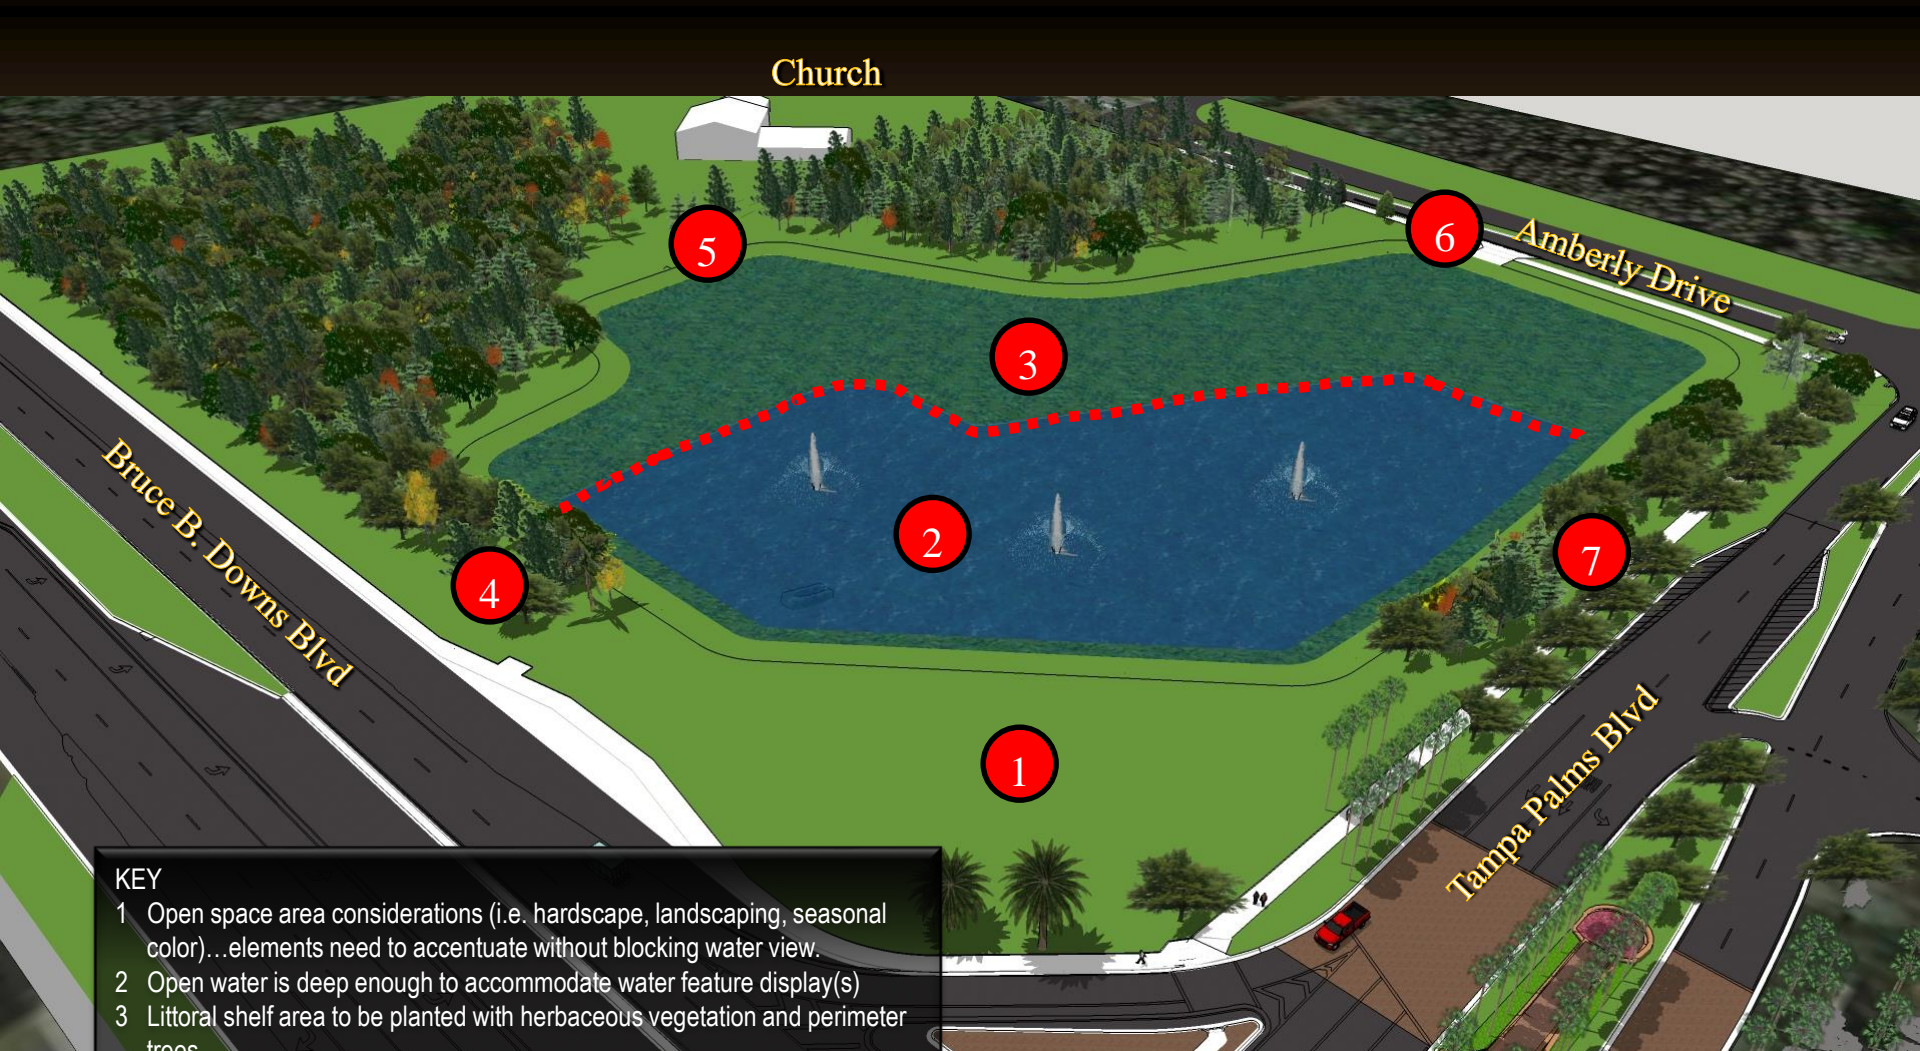 Church
5
6
Amberly Drive
3
Bruce B. Downs Blvd
2
7
4
1
Tampa Palms Blvd
KEY
1 Open space area considerations (i.e. hardscape, landscaping, seasonal
color)…elements need to accentuate without blocking water view.
2 Open water is deep enough to accommodate water feature display(s)
3 Littoral shelf area to be planted with herbaceous vegetation and perimeter
trees